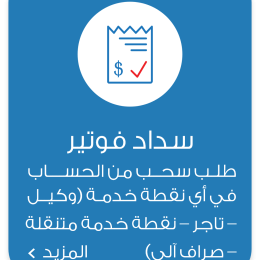 $
سداد فوتير
طلب سحب من الحساب
في أي نقطة خدمة (وكيل
– تاجر – نقطة خدمة متنقلة
– صراف آلي) المزيد >